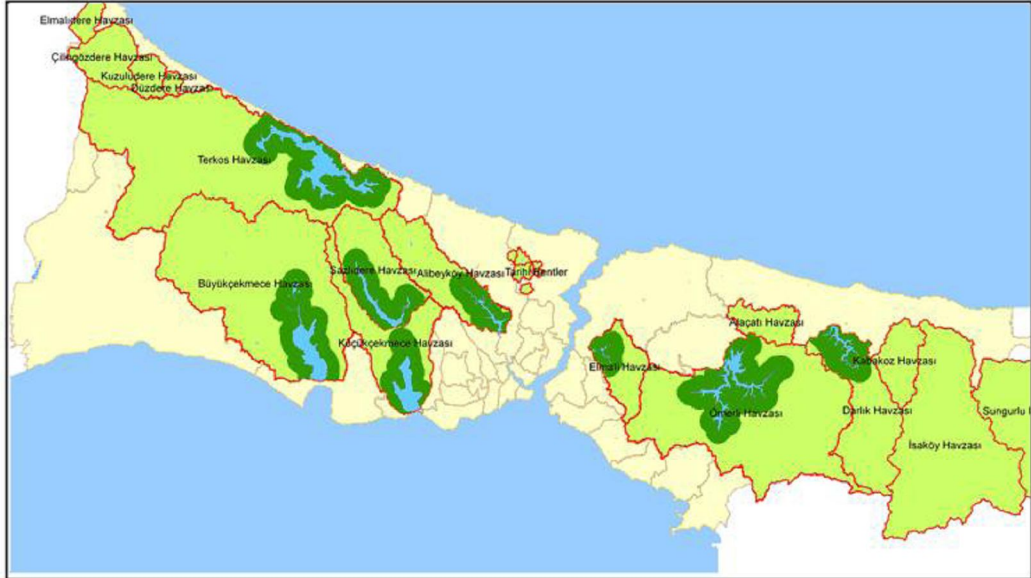 Elmalıdere Havzası
Çilingözdere Havzası
Kuzuludere Havzası
Düzdere Havzası
Terkos Havzası
Sazlıdere Havzası
Alibeyköy Havzası
Tarihi Bentler
Büyükçekmece Havzası
Küçükçekmece Havzası
Alaçatı Havzası
Elmalı Havzası
Kabakoz Havzası
Ömerli Havzası
Darlık Havzası
Sungurlu
İsaköy Havzası